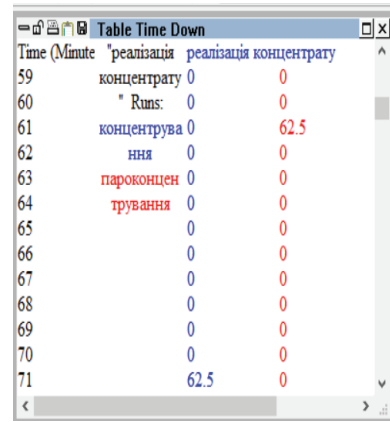 Table Time Down
Time (Minute "реалізація реалізація концентрату
59 концентрату 0 0
60 " Runs: 0 0
61 концентрува 0 62.5
62 ння 0 0
63 пароконцен 0 0
64 трування 0 0
65 0 0
66 0 0
67 0 0
68 0 0
69 0 0
70 0 0
71 62.5 0